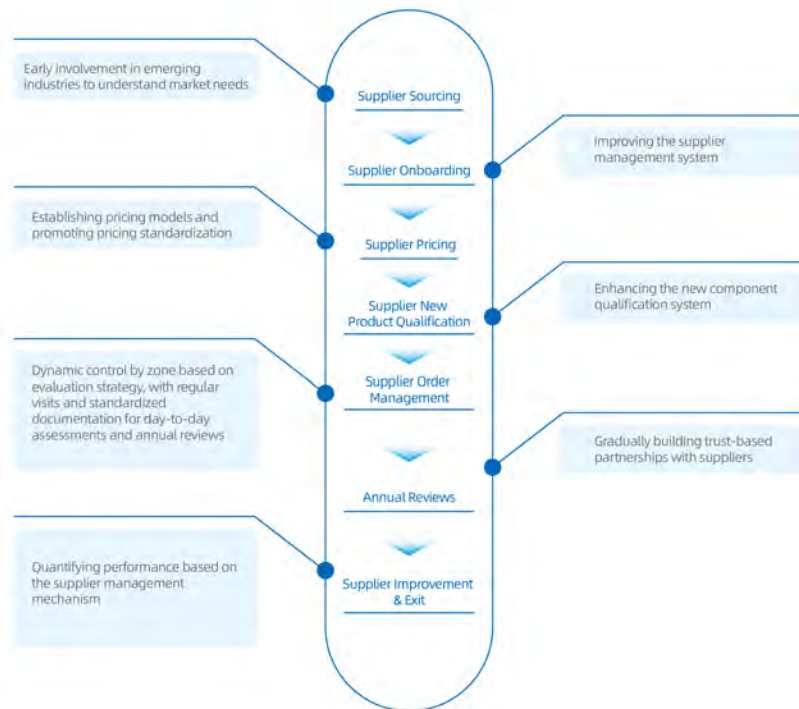 Early involvement in emerging
industries to understand market needs
Supplier Sourcing
Improving the supplier
management system
Supplier Onboarding
Establishing pricing models and
promoting pricing standardization
Supplier Pricing
Enhancing the new component
qualification system
Supplier New
Product Qualification
Dynamic control by zone based on
evaluation strategy, with regular
visits and standardized
documentation for day-to-day
assessments and annual reviews
Supplier Order
Management
Gradually building trust-based
partnerships with suppliers
Annual Reviews
Quantifying performance based on
the supplier management
mechanism
Supplier Improvement
& Exit